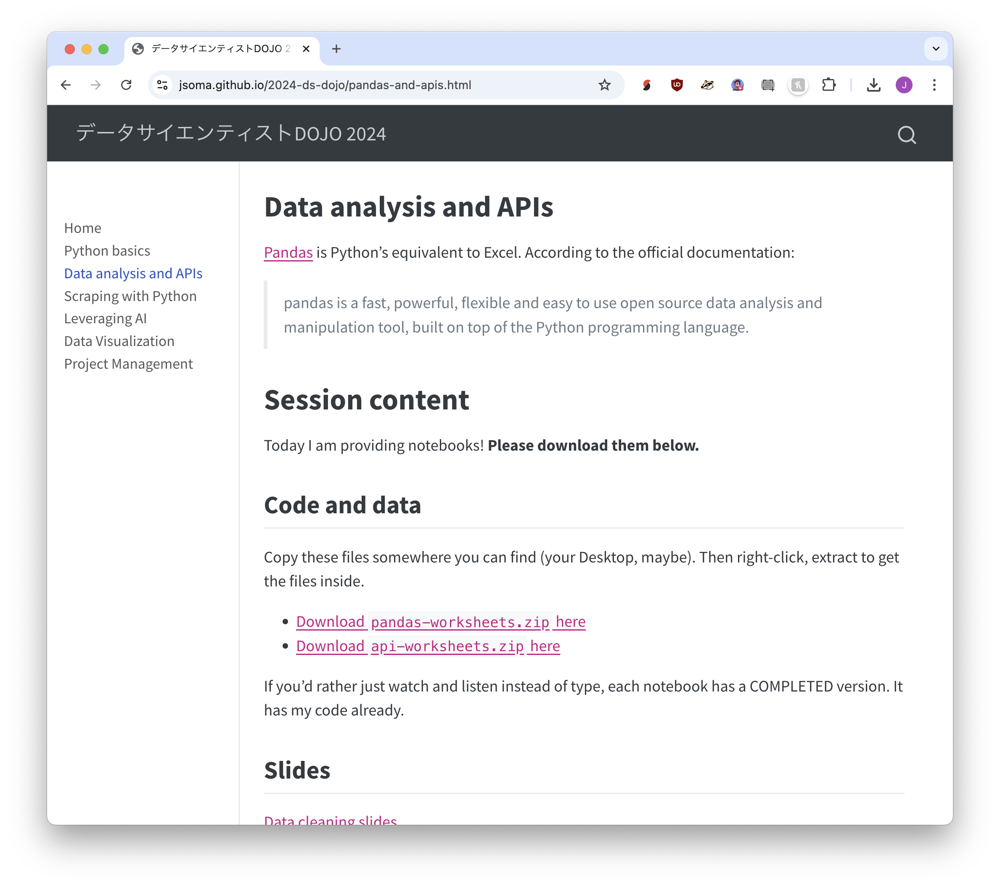 データサイエンティストDOJO 2
jsoma.github.io/2024-ds-dojo/pandas-and-apis.html
J
データサイエンティストDOJO 2024
Home
Python basics
Data analysis and APIs
Scraping with Python
Leveraging AI
Data Visualization
Project Management
Data analysis and APIs
Pandas is Python’s equivalent to Excel. According to the official documentation:
pandas is a fast, powerful, flexible and easy to use open source data analysis and
manipulation tool, built on top of the Python programming language.
Session content
Today I am providing notebooks! Please download them below.
Code and data
Copy these files somewhere you can find (your Desktop, maybe). Then right-click, extract to get
the files inside.
• Download pandas-worksheets.zip here
• Download api-worksheets.zip here
If you’d rather just watch and listen instead of type, each notebook has a COMPLETED version. It
has my code already.
Slides
Data cleaning slides